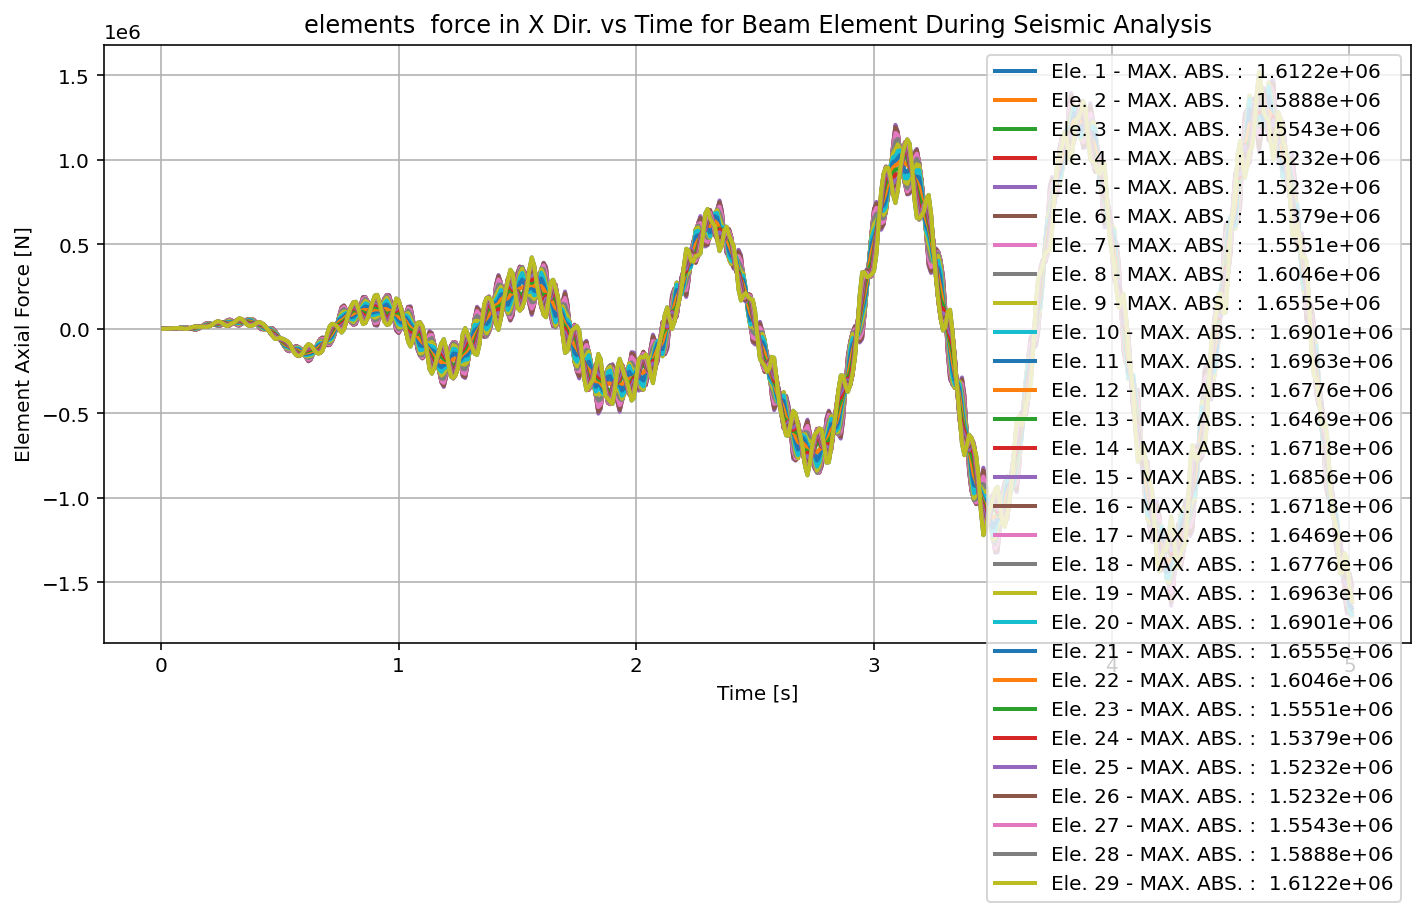 elements  force in X Dir. vs Time for Beam Element During Seismic Analysis
1e6
1.5
1.0
0.5
0.0
−0.5
−1.0
−1.5
Element Axial Force [N]
0 1 2 3 4 5
Time [s]
Ele. 1 - MAX. ABS. :  1.6122e+06
Ele. 2 - MAX. ABS. :  1.5888e+06
Ele. 3 - MAX. ABS. :  1.5543e+06
Ele. 4 - MAX. ABS. :  1.5232e+06
Ele. 5 - MAX. ABS. :  1.5232e+06
Ele. 6 - MAX. ABS. :  1.5379e+06
Ele. 7 - MAX. ABS. :  1.5551e+06
Ele. 8 - MAX. ABS. :  1.6046e+06
Ele. 9 - MAX. ABS. :  1.6555e+06
Ele. 10 - MAX. ABS. :  1.6901e+06
Ele. 11 - MAX. ABS. :  1.6963e+06
Ele. 12 - MAX. ABS. :  1.6776e+06
Ele. 13 - MAX. ABS. :  1.6469e+06
Ele. 14 - MAX. ABS. :  1.6718e+06
Ele. 15 - MAX. ABS. :  1.6856e+06
Ele. 16 - MAX. ABS. :  1.6718e+06
Ele. 17 - MAX. ABS. :  1.6469e+06
Ele. 18 - MAX. ABS. :  1.6776e+06
Ele. 19 - MAX. ABS. :  1.6963e+06
Ele. 20 - MAX. ABS. :  1.6901e+06
Ele. 21 - MAX. ABS. :  1.6555e+06
Ele. 22 - MAX. ABS. :  1.6046e+06
Ele. 23 - MAX. ABS. :  1.5551e+06
Ele. 24 - MAX. ABS. :  1.5379e+06
Ele. 25 - MAX. ABS. :  1.5232e+06
Ele. 26 - MAX. ABS. :  1.5232e+06
Ele. 27 - MAX. ABS. :  1.5543e+06
Ele. 28 - MAX. ABS. :  1.5888e+06
Ele. 29 - MAX. ABS. :  1.6122e+06